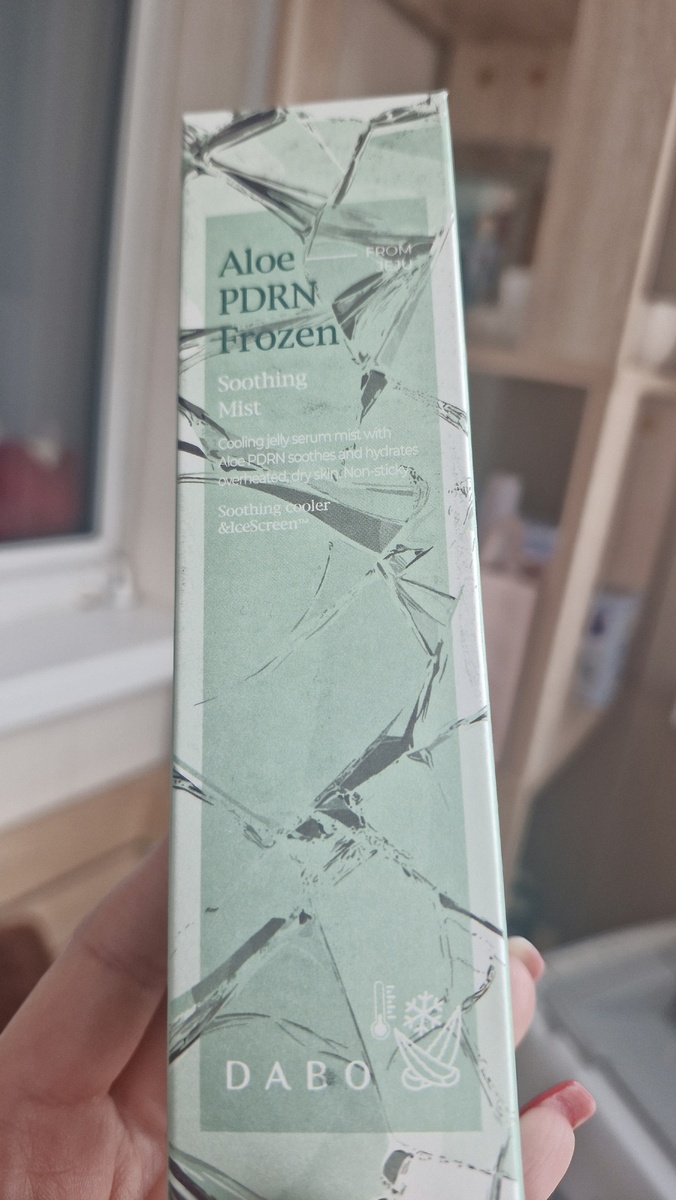 Aloe
PDRN
Frozen
FROM
JEJU
Soothing
Mist
Cooling jelly serum mist with
Aloe PDRN soothes and hydrates
overheated, dry skin. Non-sticky.
Soothing cooler
&IceScreen™
DABO